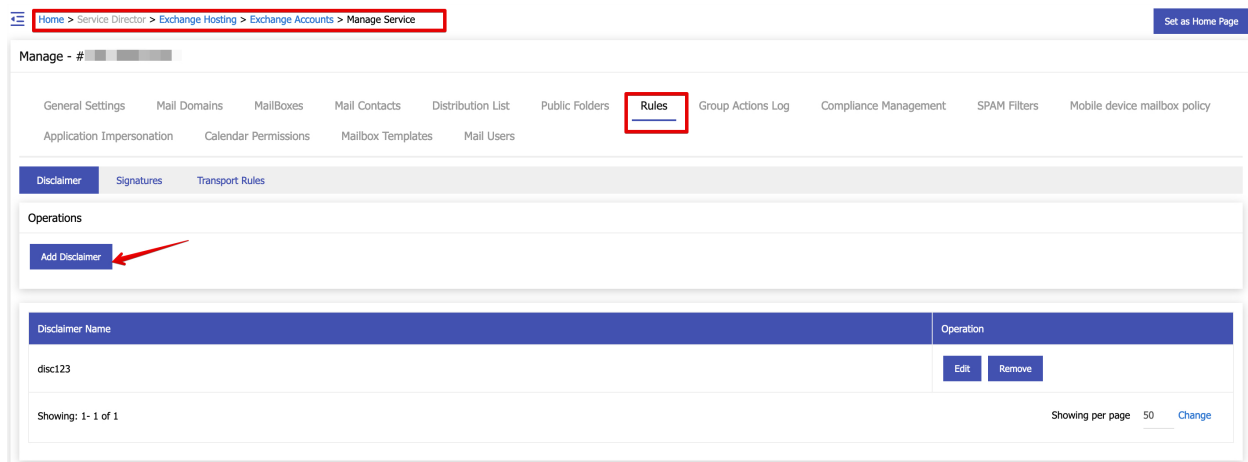 Home > Service Director > Exchange Hosting > Exchange Accounts > Manage Service
Set as Home Page
Manage - #
General Settings Mail Domains MailBoxes Mail Contacts Distribution List Public Folders Rules Group Actions Log Compliance Management SPAM Filters Mobile device mailbox policy
Application Impersonation Calendar Permissions Mailbox Templates Mail Users
Disclaimer Signatures Transport Rules
Operations
Add Disclaimer
Disclaimer Name Operation
disc123 Edit Remove
Showing: 1- 1 of 1 Showing per page 50 Change